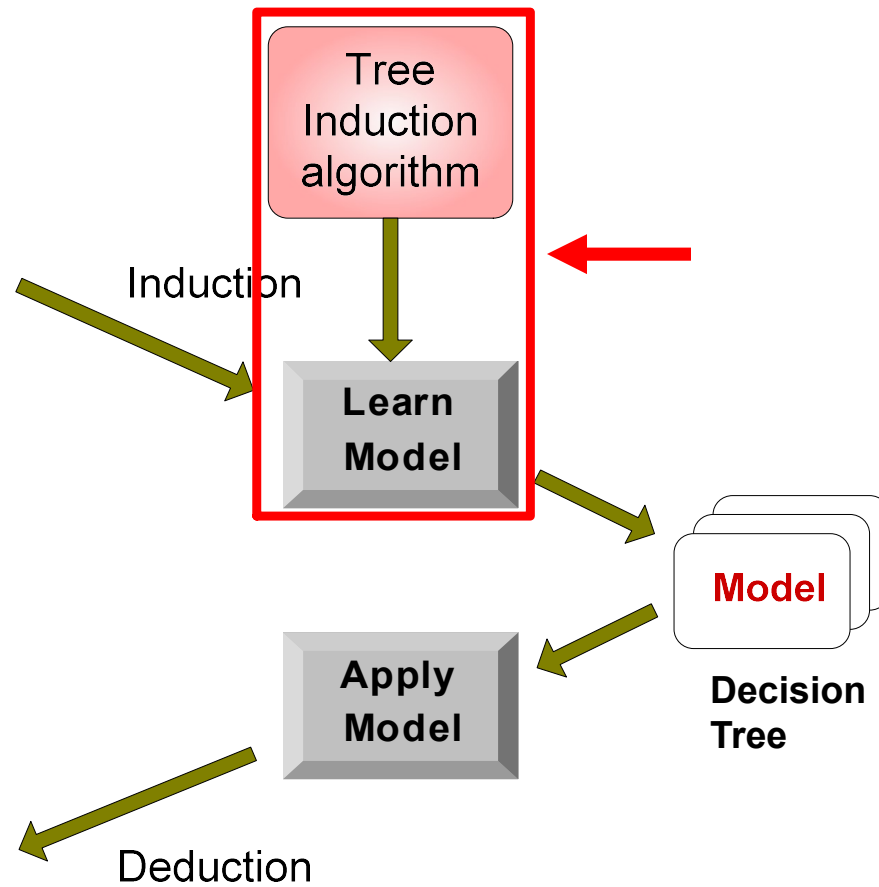 Tree
Induction
algorithm
Induction
Learn
Model
Model
Apply
Model
Decision
Tree
Deduction